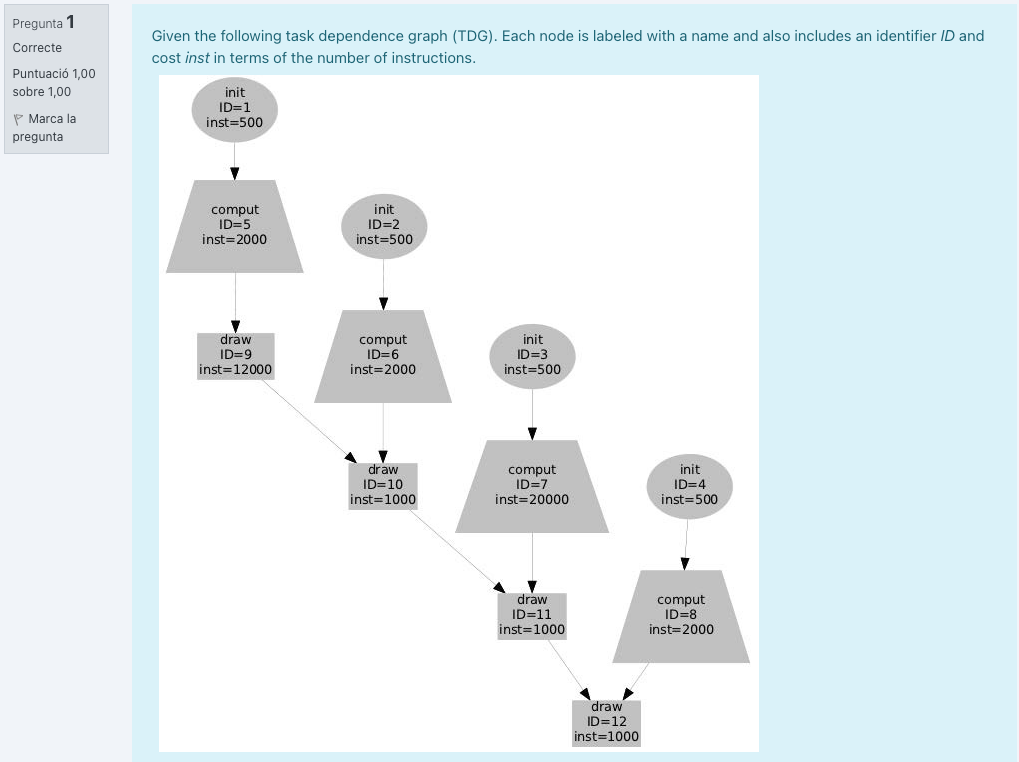 Pregunta 1
Correcte
Puntuació 1,00
sobre 1,00
Marca la
pregunta
Given the following task dependence graph (TDG). Each node is labeled with a name and also includes an identifier ID and
cost inst in terms of the number of instructions.
init
ID=1
inst=500
comput
ID=5
inst=2000
init
ID=2
inst=500
draw
ID=9
inst=12000
comput
ID=6
inst=2000
init
ID=3
inst=500
draw
ID=10
inst=1000
comput
ID=7
inst=20000
init
ID=4
inst=500
draw
ID=11
inst=1000
comput
ID=8
inst=2000
draw
ID=12
inst=1000